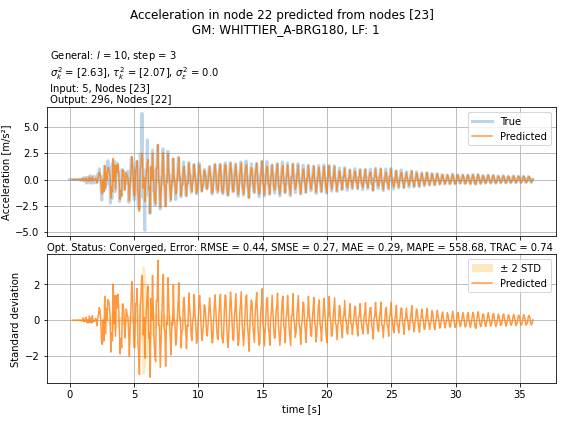 Acceleration in node 22 predicted from nodes [23]
GM: WHITTIER_A-BRG180, LF: 1
General: l = 10, step = 3
σ²ₖ = [2.63], τ²ₖ = [2.07], σ²ε = 0.0
Input: 5, Nodes [23]
Output: 296, Nodes [22]
Acceleration [m/s²]
5.0
2.5
0.0
−2.5
−5.0
True
Predicted
Opt. Status: Converged, Error: RMSE = 0.44, SMSE = 0.27, MAE = 0.29, MAPE = 558.68, TRAC = 0.74
Standard deviation
2
0
−2
± 2 STD
Predicted
0 5 10 15 20 25 30 35
time [s]